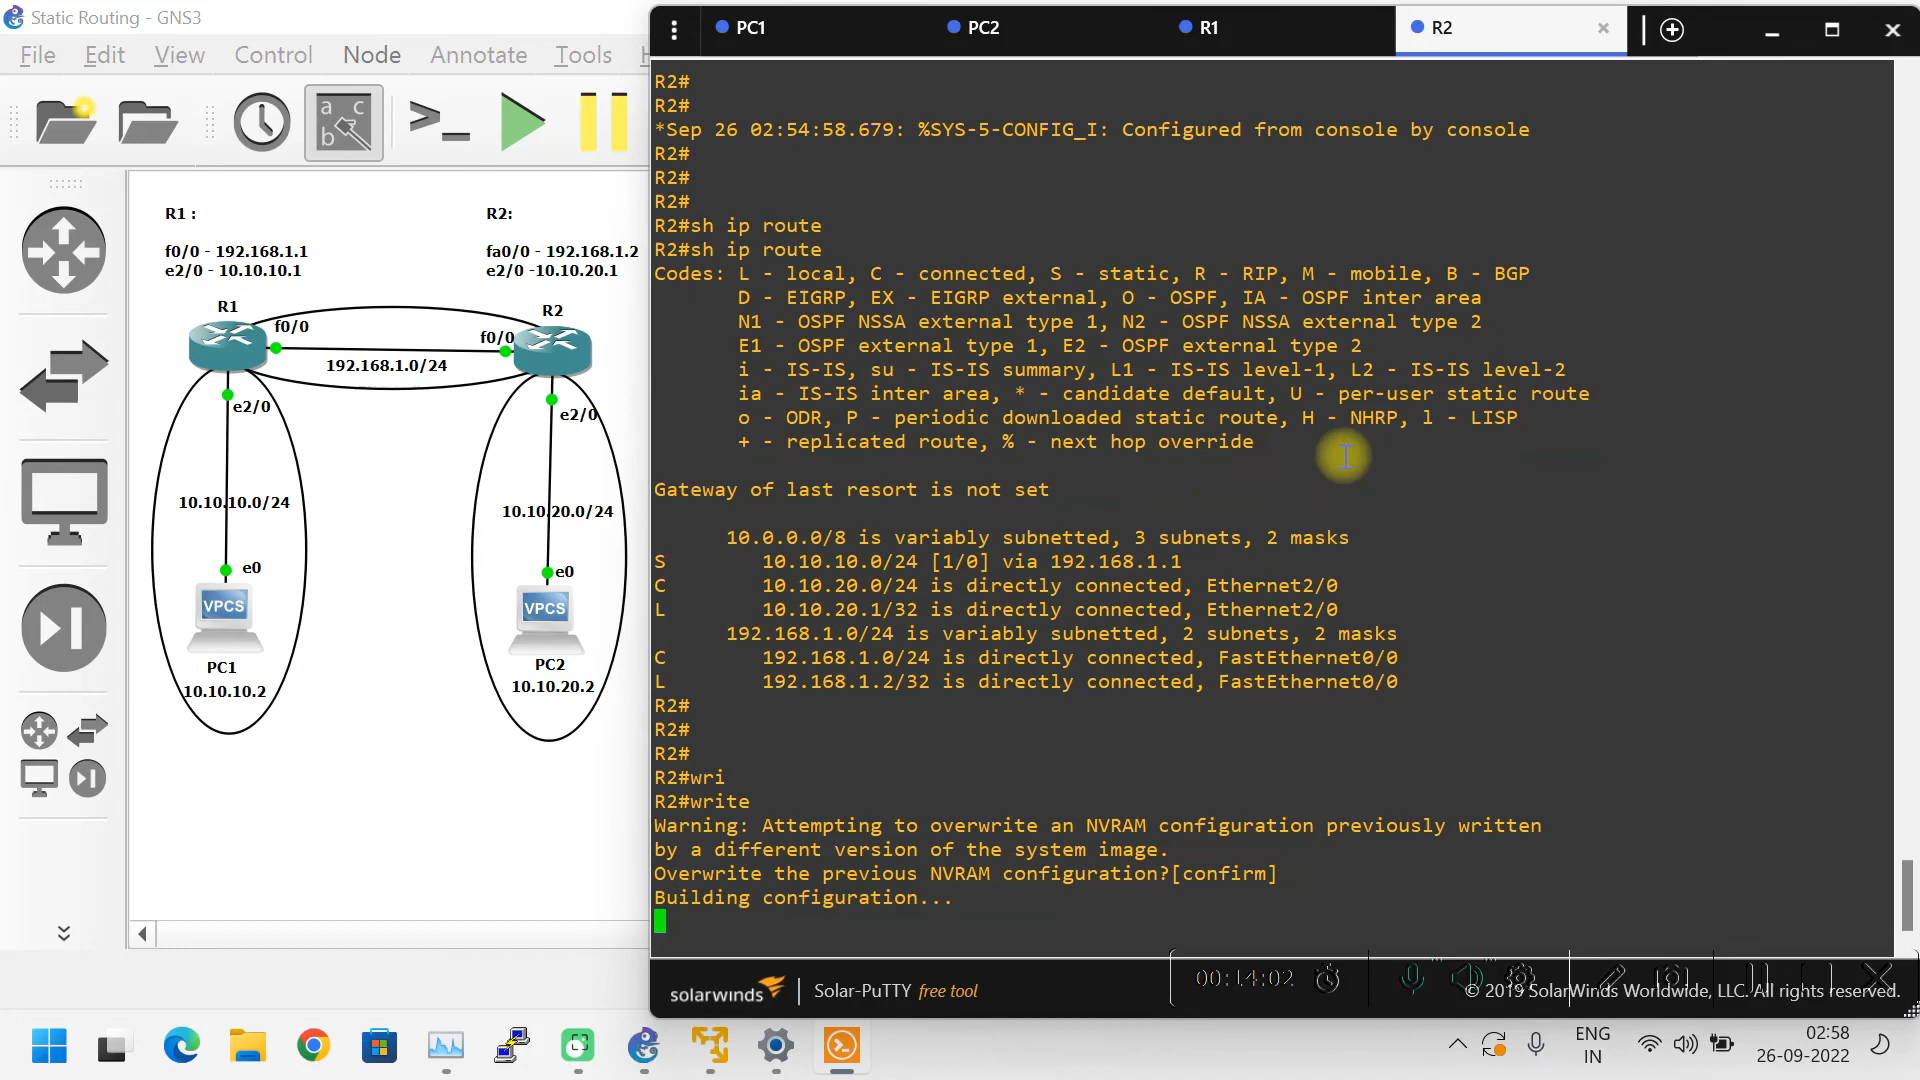 Static Routing - GNS3
File Edit View Control Node Annotate Tools
R1 :
f0/0 - 192.168.1.1
e2/0 - 10.10.10.1
R2:
fa0/0 - 192.168.1.2
e2/0 -10.10.20.1
R1
f0/0
R2
f0/0
192.168.1.0/24
e2/0
e2/0
10.10.10.0/24
10.10.20.0/24
e0
e0
VPCS
VPCS
PC1
10.10.10.2
PC2
10.10.20.2
PC1 PC2 R1 R2
R2#
R2#
*Sep 26 02:54:58.679: %SYS-5-CONFIG_I: Configured from console by console
R2#
R2#
R2#
R2#sh ip route
R2#sh ip route
Codes: L - local, C - connected, S - static, R - RIP, M - mobile, B - BGP
D - EIGRP, EX - EIGRP external, O - OSPF, IA - OSPF inter area
N1 - OSPF NSSA external type 1, N2 - OSPF NSSA external type 2
E1 - OSPF external type 1, E2 - OSPF external type 2
i - IS-IS, su - IS-IS summary, L1 - IS-IS level-1, L2 - IS-IS level-2
ia - IS-IS inter area, * - candidate default, U - per-user static route
o - ODR, P - periodic downloaded static route, H - NHRP, l - LISP
+ - replicated route, % - next hop override
Gateway of last resort is not set
10.0.0.0/8 is variably subnetted, 3 subnets, 2 masks
S 10.10.10.0/24 [1/0] via 192.168.1.1
C 10.10.20.0/24 is directly connected, Ethernet2/0
L 10.10.20.1/32 is directly connected, Ethernet2/0
192.168.1.0/24 is variably subnetted, 2 subnets, 2 masks
C 192.168.1.0/24 is directly connected, FastEthernet0/0
L 192.168.1.2/32 is directly connected, FastEthernet0/0
R2#
R2#
R2#
R2#wri
R2#write
Warning: Attempting to overwrite an NVRAM configuration previously written
by a different version of the system image.
Overwrite the previous NVRAM configuration?[confirm]
Building configuration...
solarwinds Solar-PuTTY free tool
00:14:02
© 2019 SolarWinds Worldwide, LLC. All rights reserved.
ENG
IN
02:58
26-09-2022